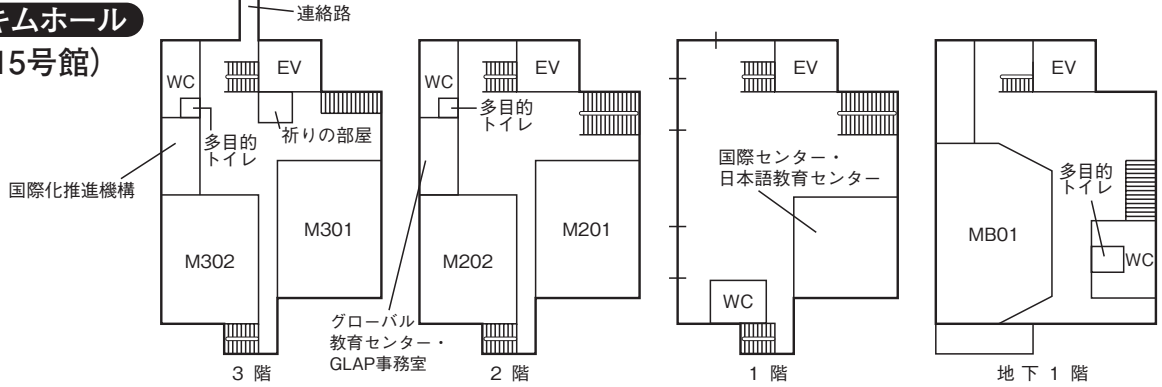 キムホール
15号館）
連絡路
WC
EV
多目的
トイレ
祈りの部屋
国際化推進機構
M302
M301
3 階
WC
EV
多目的
トイレ
M202
M201
グローバル
教育センター・
GLAP事務室
2 階
EV
国際センター・
日本語教育センター
WC
1 階
EV
多目的
トイレ
MB01
WC
地下 1 階